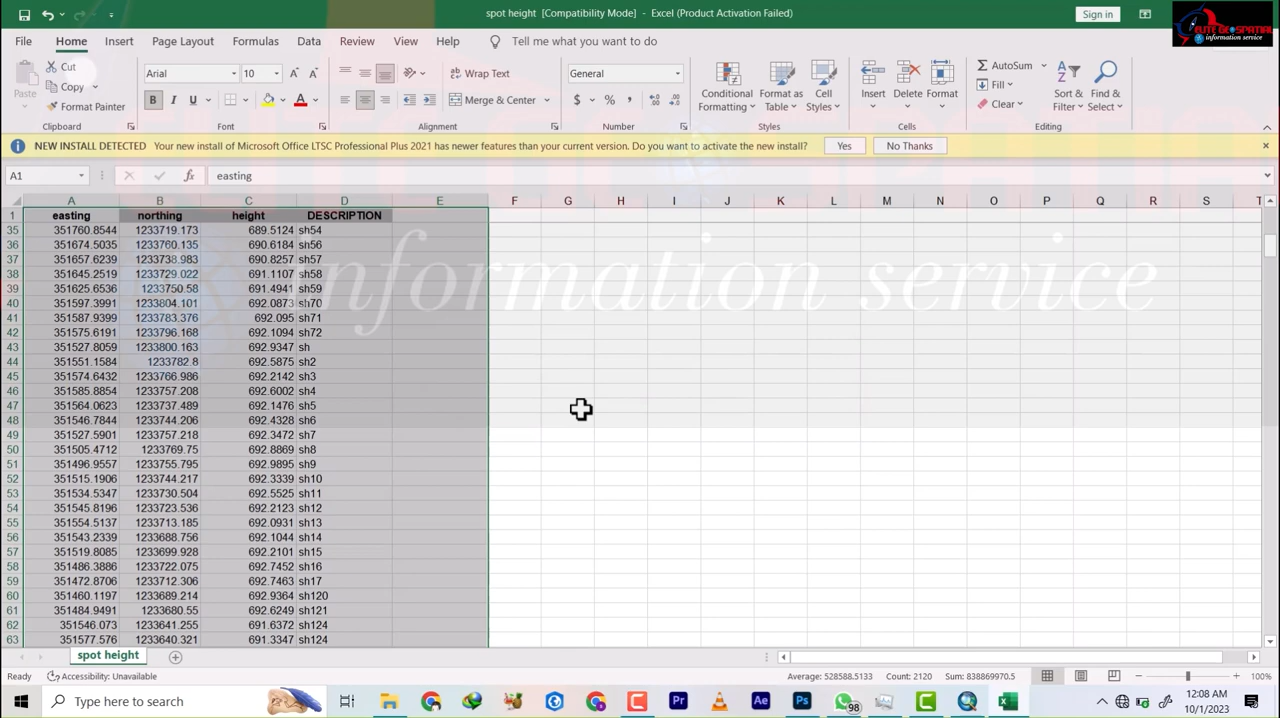 spot height [Compatibility Mode] - Excel (Product Activation Failed)
Sign in
ELITE GEOSPATIAL
information service
File Home Insert Page Layout Formulas Data Review View Help
t you want to do
Cut
Copy
Format Painter
Paste
Arial 10
B I U
Wrap Text
Merge & Center
General
$ % ,
Conditional Formatting
Format as Table
Cell Styles
Insert Delete Format
AutoSum
Fill
Clear
Sort & Filter
Find & Select
Clipboard Font Alignment Number Styles Cells Editing
NEW INSTALL DETECTED Your new install of Microsoft Office LTSC Professional Plus 2021 has newer features than your current version. Do you want to activate the new install? Yes No Thanks
A1 fx easting
A B C D E F G H I J K L M N O P Q R S T
1 easting northing height DESCRIPTION
35 351760.8544 1233719.173 689.5124 sh54
36 351674.5035 1233760.135 690.6184 sh56
37 351657.6239 1233738.983 690.8257 sh57
38 351645.2519 1233729.022 691.1107 sh58
39 351625.6536 1233750.58 691.4941 sh59
40 351597.3991 1233804.101 692.0873 sh70
41 351587.9399 1233783.376 692.095 sh71
42 351575.6191 1233796.168 692.1094 sh72
43 351527.8059 1233800.163 692.9347 sh
44 351551.1584 1233782.8 692.5875 sh2
45 351574.6432 1233766.986 692.2142 sh3
46 351585.8854 1233757.208 692.6002 sh4
47 351564.0623 1233737.489 692.1476 sh5
48 351546.7844 1233744.206 692.4328 sh6
49 351527.5901 1233757.218 692.3472 sh7
50 351505.4712 1233769.75 692.8869 sh8
51 351496.9557 1233755.795 692.9895 sh9
52 351515.1906 1233744.217 692.3339 sh10
53 351534.5347 1233730.504 692.5525 sh11
54 351545.8196 1233723.536 692.2123 sh12
55 351554.5137 1233713.185 692.0931 sh13
56 351543.2339 1233688.756 692.1044 sh14
57 351519.8085 1233699.928 692.2101 sh15
58 351486.3886 1233722.075 692.7452 sh16
59 351472.8706 1233712.306 692.7463 sh17
60 351460.1197 1233689.214 692.9364 sh120
61 351484.9491 1233680.55 692.6249 sh121
62 351546.073 1233641.255 691.6372 sh124
63 351577.576 1233640.321 691.3347 sh124
information service
spot height
Ready Accessibility: Unavailable Average: 528588.5133 Count: 2120 Sum: 838869970.5 100%
Type here to search
Pr
Ae
Ps
98
12:08 AM
10/1/2023